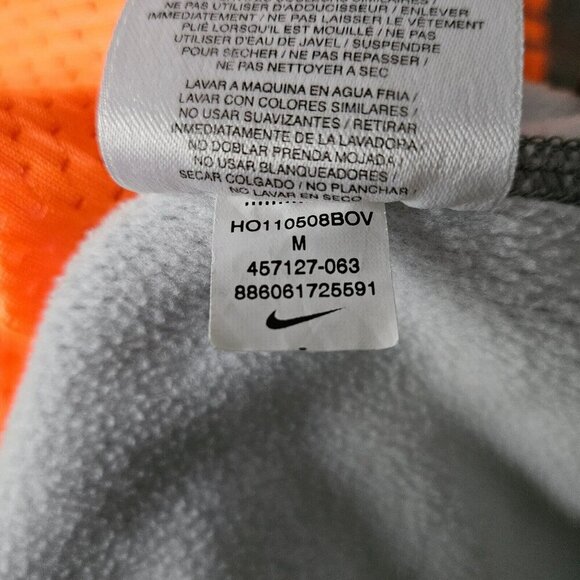 NE PAS UTILISER D'ADOUCISSEUR / ENLEVER
IMMÉDIATEMENT / NE PAS LAISSER LE VÊTEMENT
PLIÉ LORSQU'IL EST MOUILLÉ / NE PAS
UTILISER D'EAU DE JAVEL / SUSPENDRE
POUR SÉCHER / NE PAS REPASSER /
NE PAS NETTOYER À SEC
LAVAR A MAQUINA EN AGUA FRIA /
LAVAR CON COLORES SIMILARES /
NO USAR SUAVIZANTES / RETIRAR
INMEDIATAMENTE DE LA LAVADORA /
NO DOBLAR PRENDA MOJADA /
NO USAR BLANQUEADORES /
SECAR COLGADO / NO PLANCHAR /
NO LAVAR EN SECO
HO110508BOV
M
457127-063
886061725591